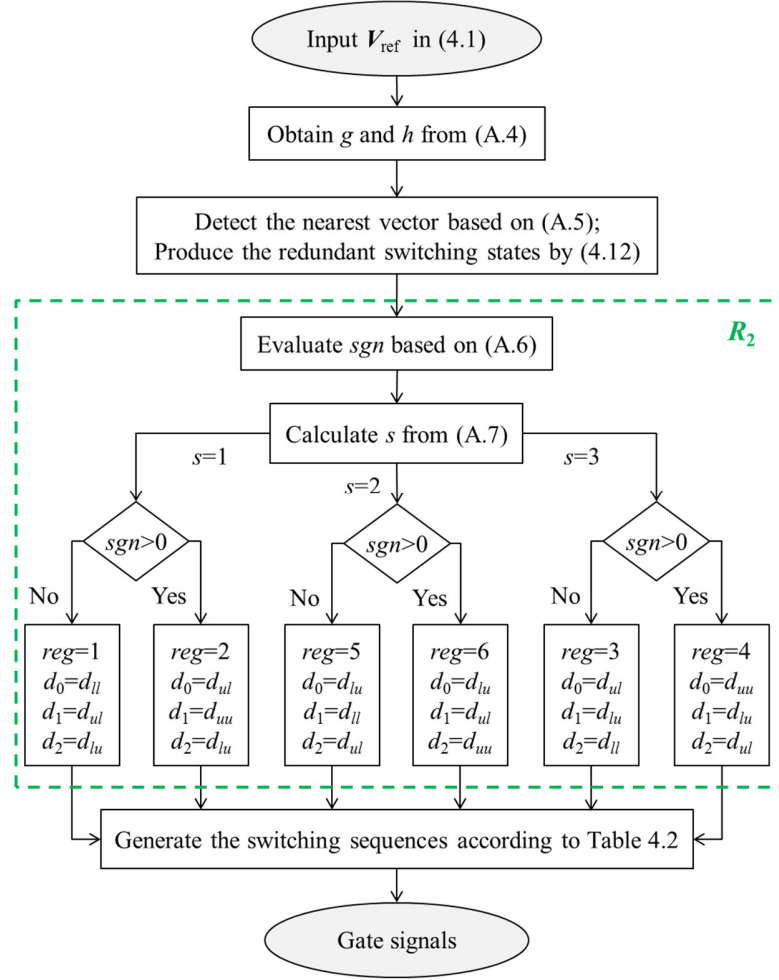 Input Vref in (4.1)
Obtain g and h from (A.4)
Detect the nearest vector based on (A.5);
Produce the redundant switching states by (4.12)
R2
Evaluate sgn based on (A.6)
Calculate s from (A.7)
s=1
s=2
s=3
sgn>0
sgn>0
sgn>0
No
Yes
No
Yes
No
Yes
reg=1
d0=dll
d1=dul
d2=dlu
reg=2
d0=dul
d1=duu
d2=dlu
reg=5
d0=dlu
d1=dll
d2=dul
reg=6
d0=dlu
d1=dul
d2=duu
reg=3
d0=dul
d1=dlu
d2=dll
reg=4
d0=duu
d1=dlu
d2=dul
Generate the switching sequences according to Table 4.2
Gate signals